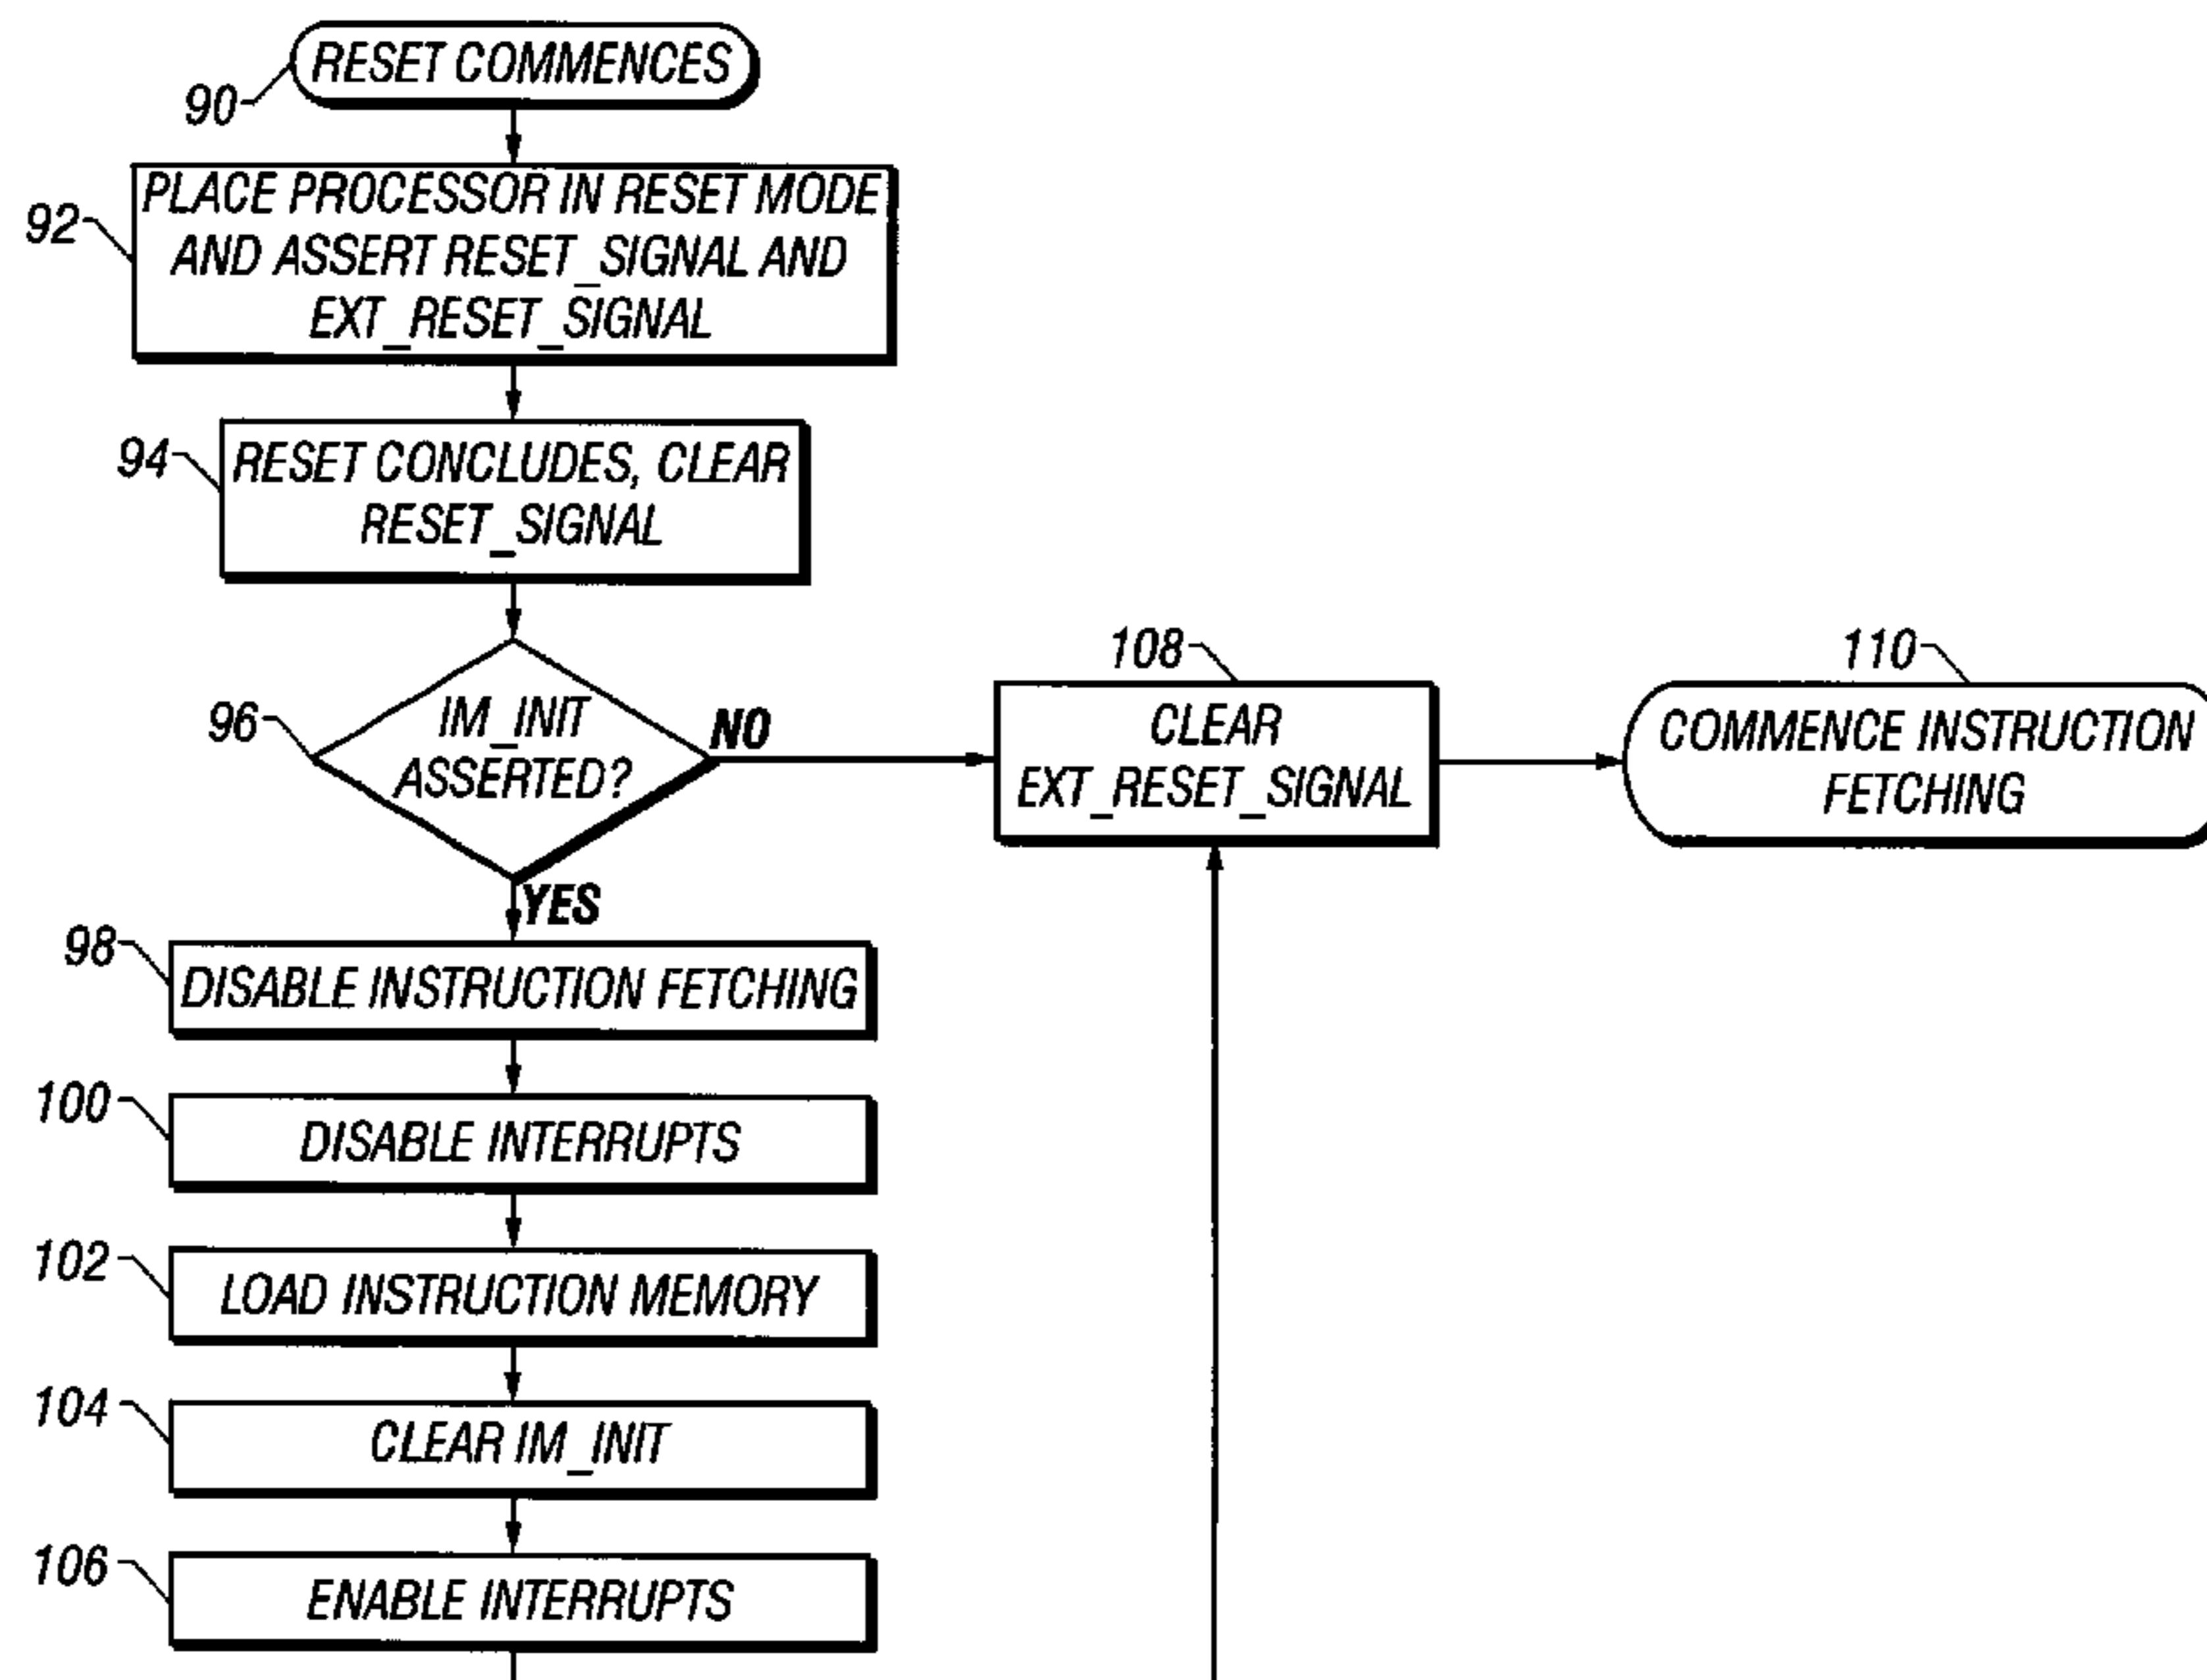 RESET COMMENCES
90
PLACE PROCESSOR IN RESET MODE
AND ASSERT RESET_SIGNAL AND
EXT_RESET_SIGNAL
92
RESET CONCLUDES, CLEAR
RESET_SIGNAL
94
IM_INIT
ASSERTED?
96
NO
YES
108
CLEAR
EXT_RESET_SIGNAL
110
COMMENCE INSTRUCTION
FETCHING
98
DISABLE INSTRUCTION FETCHING
100
DISABLE INTERRUPTS
102
LOAD INSTRUCTION MEMORY
104
CLEAR IM_INIT
106
ENABLE INTERRUPTS